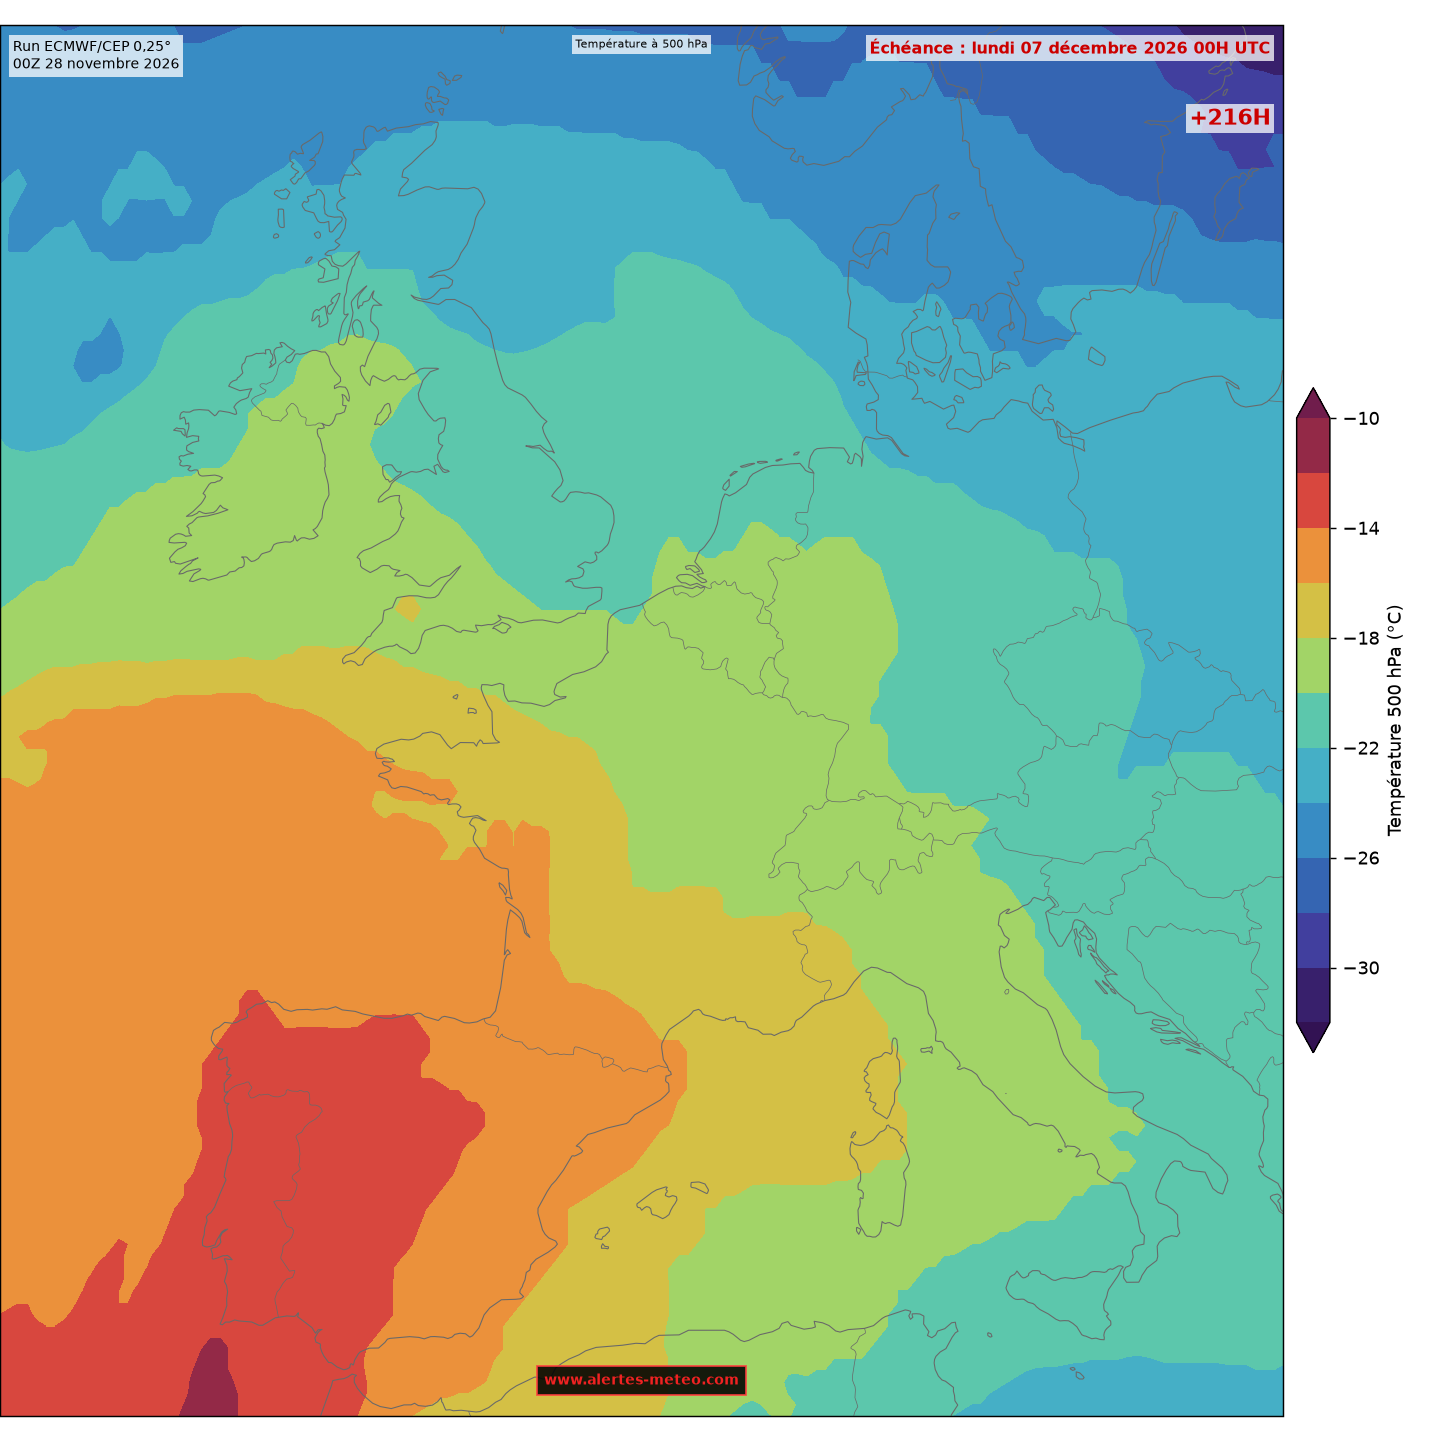 Run ECMWF/CEP 0,25°
00Z 28 novembre 2026
Température à 500 hPa
Échéance : lundi 07 décembre 2026 00H UTC
+216H
−10
−14
−18
−22
−26
−30
Température 500 hPa (°C)
www.alertes-meteo.com